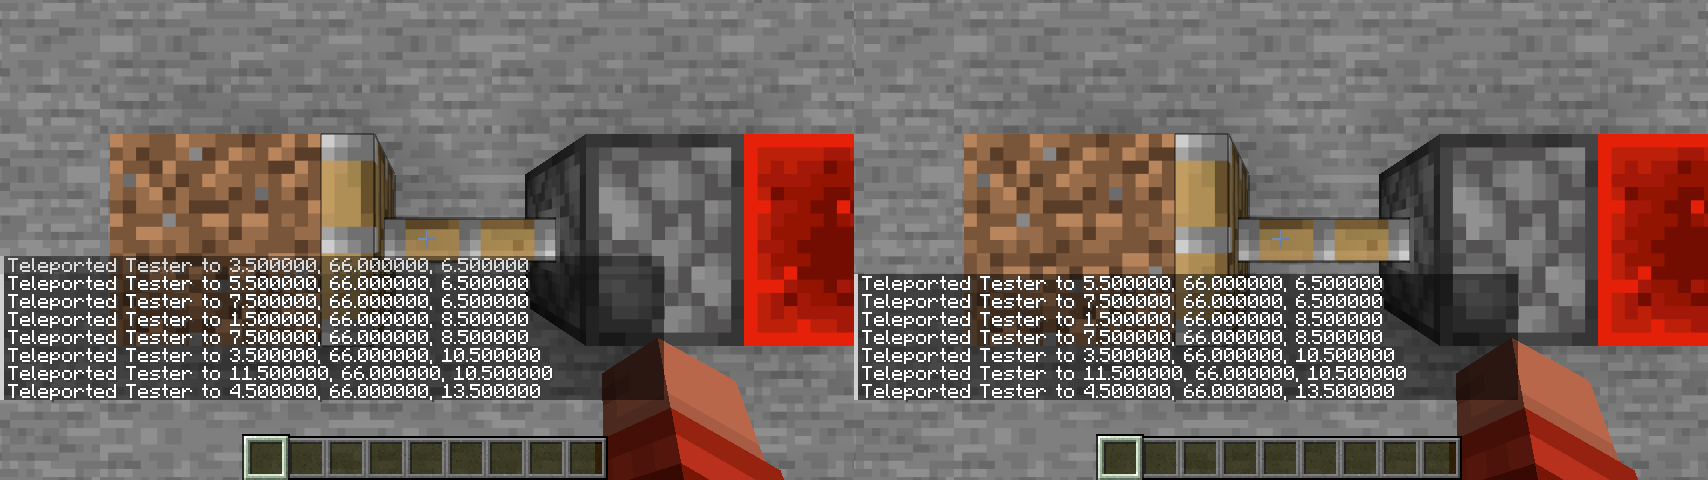 Teleported Tester to 3.500000, 66.000000, 6.500000
Teleported Tester to 5.500000, 66.000000, 6.500000
Teleported Tester to 7.500000, 66.000000, 6.500000
Teleported Tester to 1.500000, 66.000000, 8.500000
Teleported Tester to 7.500000, 66.000000, 8.500000
Teleported Tester to 3.500000, 66.000000, 10.500000
Teleported Tester to 11.500000, 66.000000, 10.500000
Teleported Tester to 4.500000, 66.000000, 13.500000
Teleported Tester to 5.500000, 66.000000, 6.500000
Teleported Tester to 7.500000, 66.000000, 6.500000
Teleported Tester to 1.500000, 66.000000, 8.500000
Teleported Tester to 7.500000, 66.000000, 8.500000
Teleported Tester to 3.500000, 66.000000, 10.500000
Teleported Tester to 11.500000, 66.000000, 10.500000
Teleported Tester to 4.500000, 66.000000, 13.500000